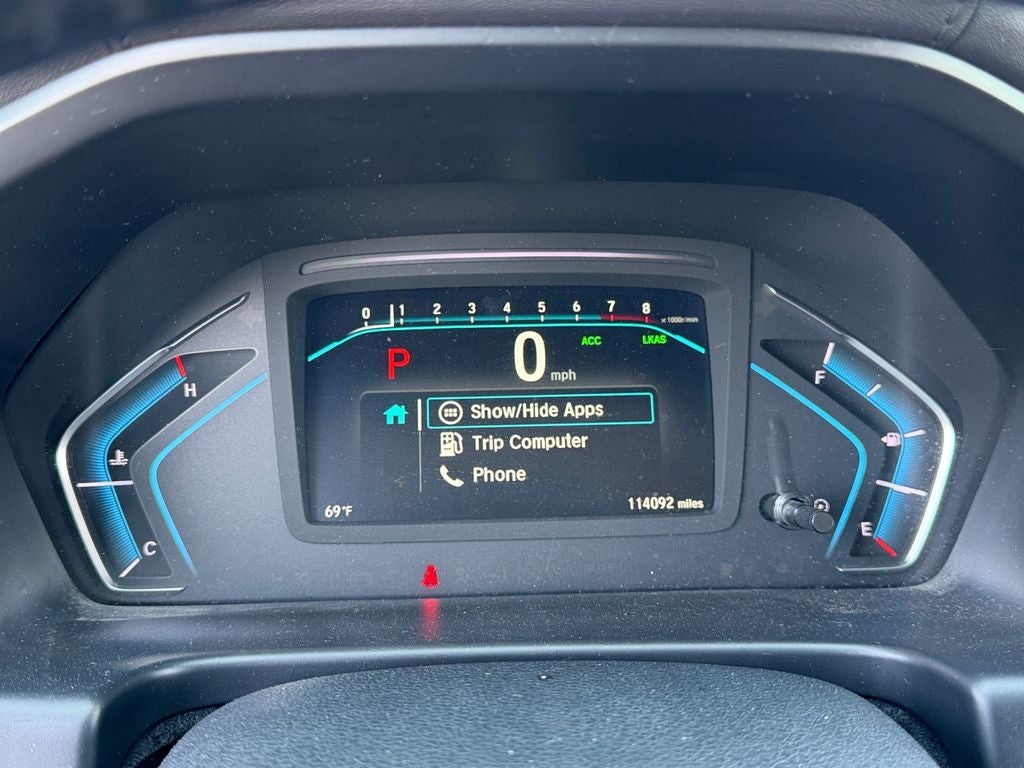 0 1 2 3 4 5 6 7 8
x 1000r/min
P 0 mph
ACC LKAS
H
F
Show/Hide Apps
Trip Computer
Phone
C
E
69°F
114092 miles